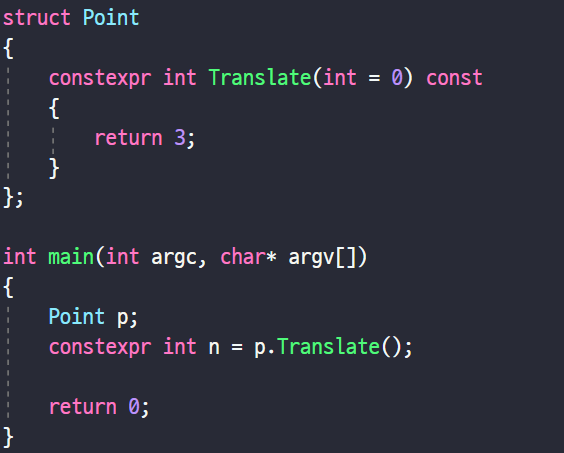 struct Point
{
    constexpr int Translate(int = 0) const
    {
        return 3;
    }
};

int main(int argc, char* argv[])
{
    Point p;
    constexpr int n = p.Translate();

    return 0;
}